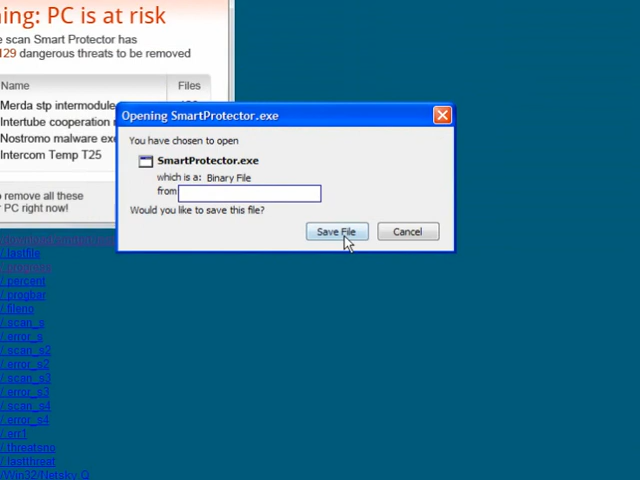 ning: PC is at risk
e scan Smart Protector has
129 dangerous threats to be removed
Name Files
Merda stp intermodule
Intertube cooperation
Nostromo malware exe
Intercom Temp T25
o remove all these
r PC right now!
Opening SmartProtector.exe
You have chosen to open
SmartProtector.exe
which is a: Binary File
from
Would you like to save this file?
Save File Cancel
/.lastfile
/.percent
/.progbar
/.fileno
/.scan_s
/.error_s
/.scan_s2
/.error_s2
/.scan_s3
/.error_s3
/.scan_s4
/.error_s4
/.err1
/.threatsno
/.lastthreat
/Win32/Netsky.Q